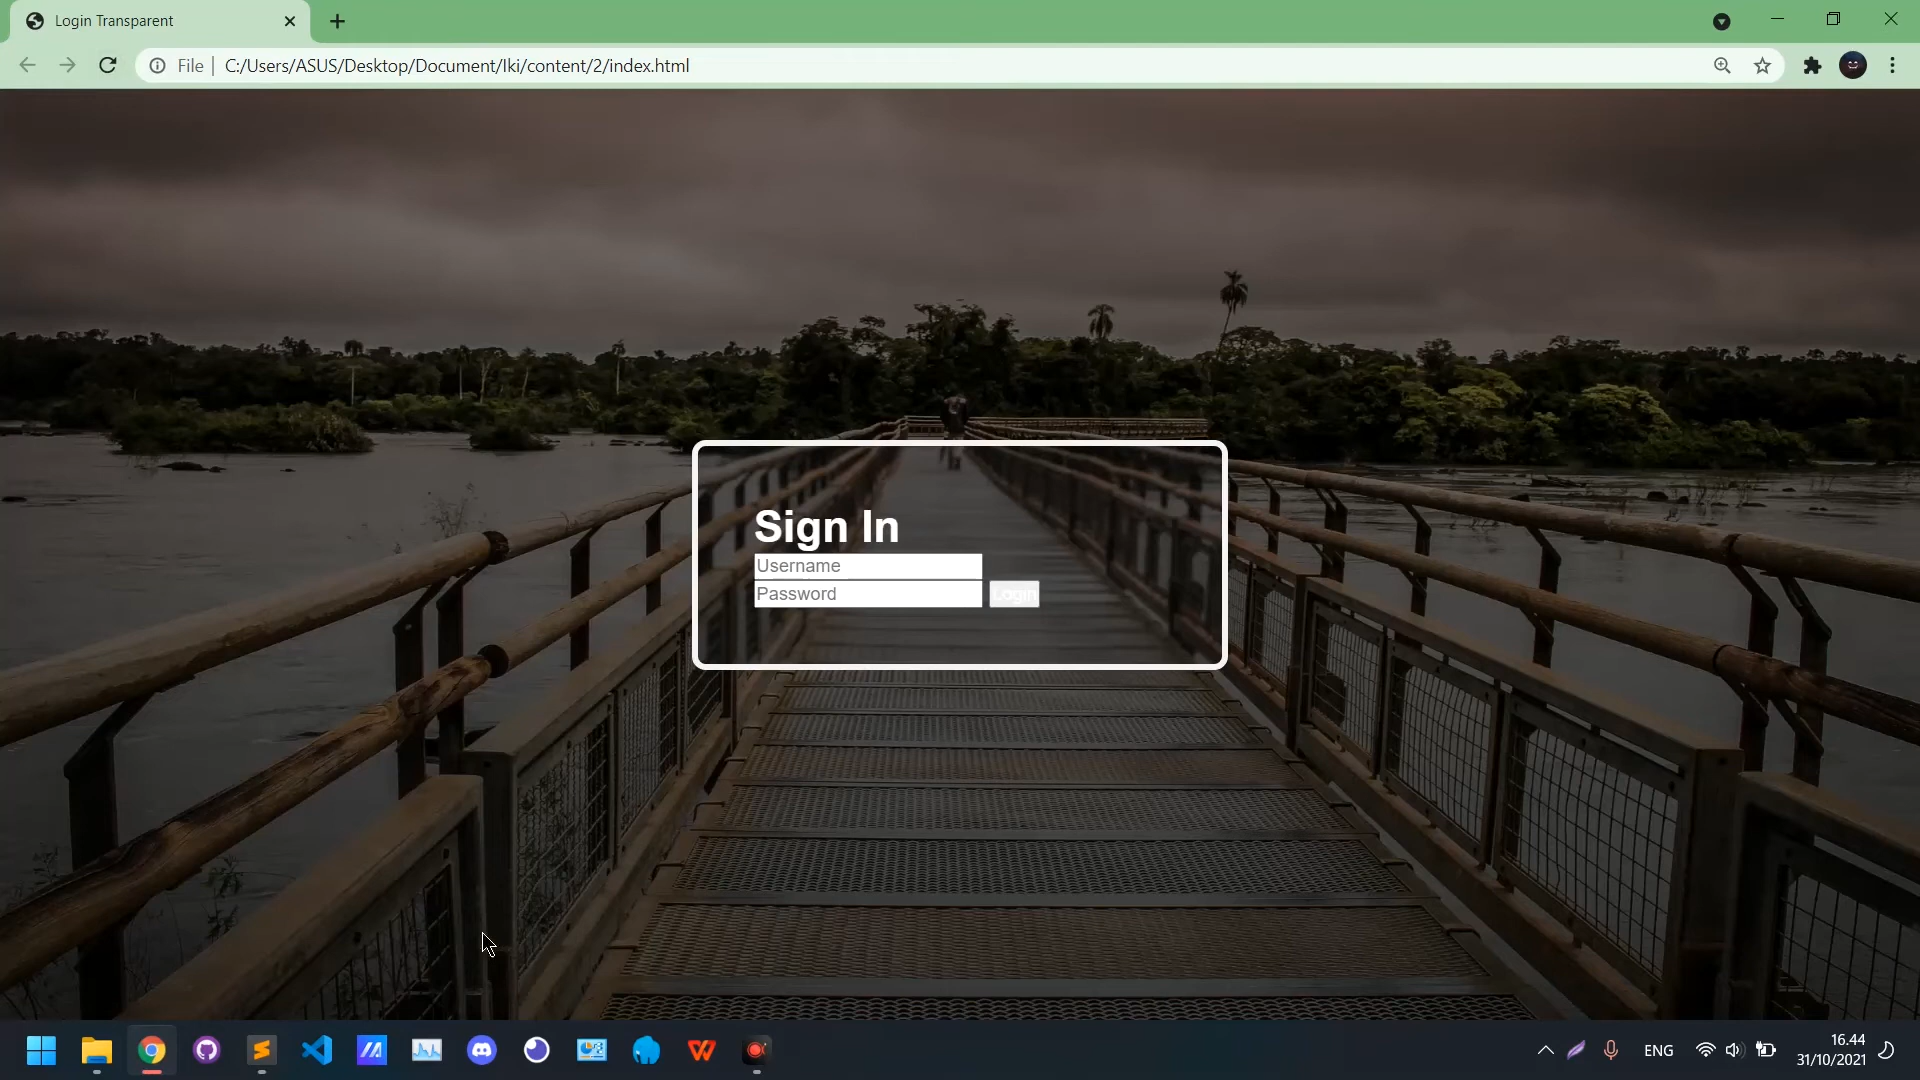 Login Transparent
File
C:/Users/ASUS/Desktop/Document/Iki/content/2/index.html
Sign In
Username
Password Login
ENG
16.44
31/10/2021